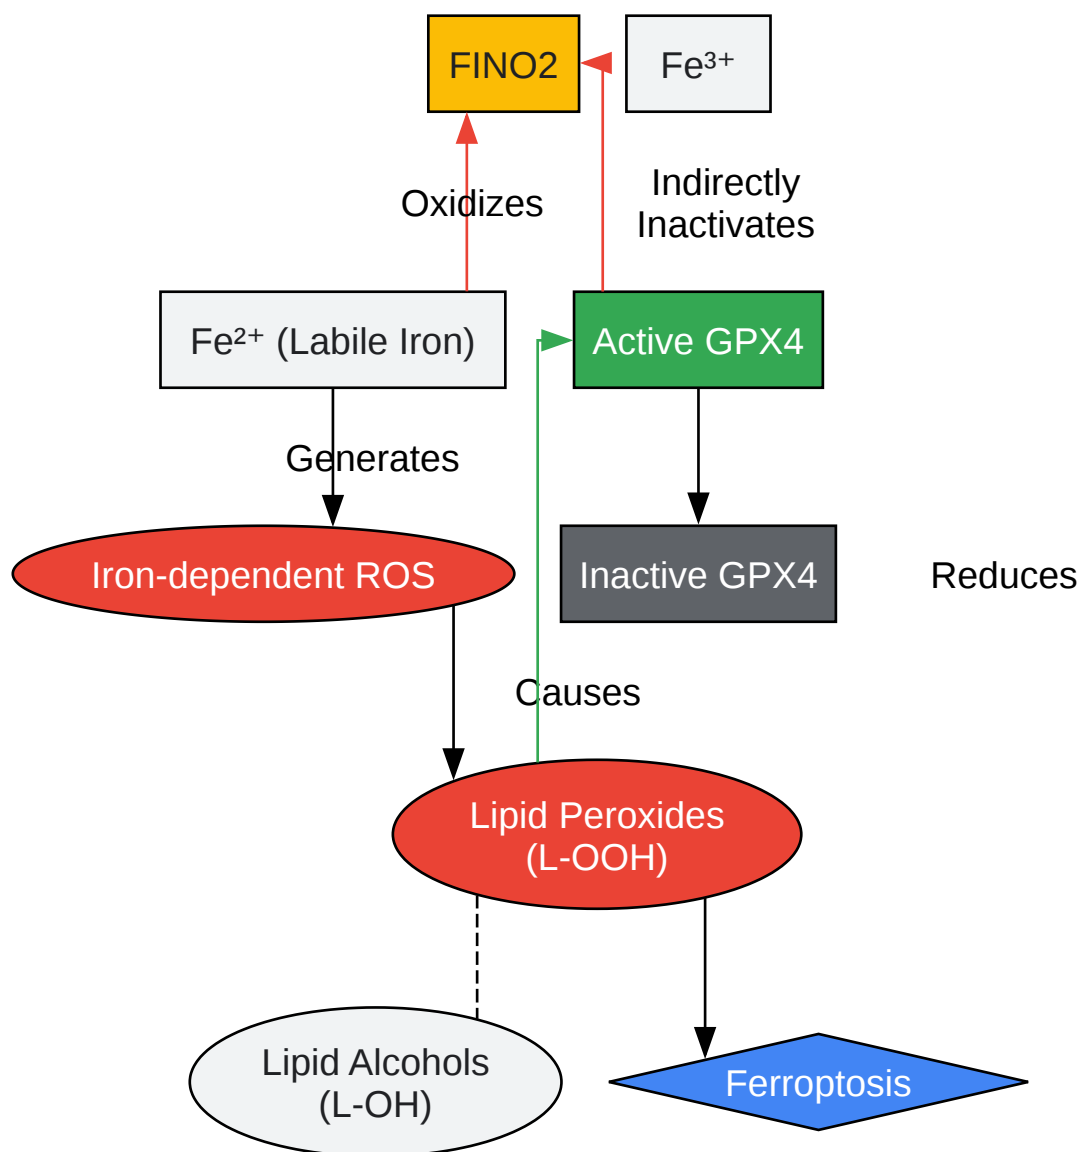 FINO2
Fe³⁺
Oxidizes
Indirectly
Inactivates
Fe²⁺ (Labile Iron)
Active GPX4
Generates
Iron-dependent ROS
Inactive GPX4
Reduces
Causes
Lipid Peroxides
(L-OOH)
Lipid Alcohols
(L-OH)
Ferroptosis